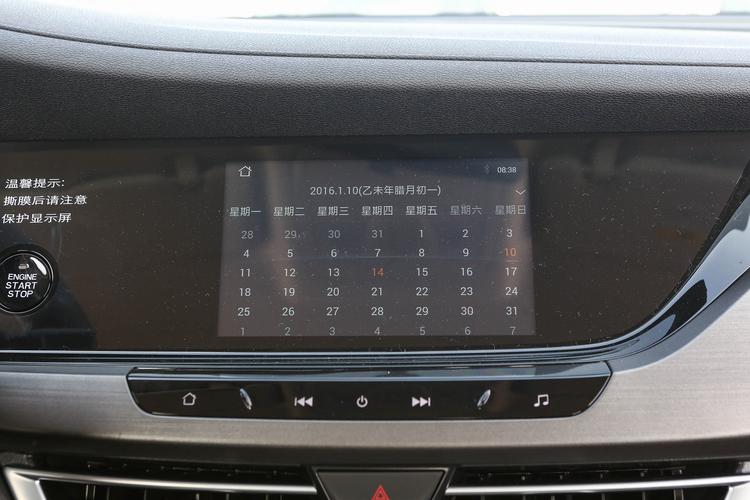 08:38
2016.1.10(乙未年腊月初一)
星期一 星期二 星期三 星期四 星期五 星期六 星期日
28 29 30 31 1 2 3
4 5 6 7 8 9 10
11 12 13 14 15 16 17
18 19 20 21 22 23 24
25 26 27 28 29 30 31
1 2 3 4 5 6 7
温馨提示:
撕膜后请注意
保护显示屏
ENGINE
START
STOP